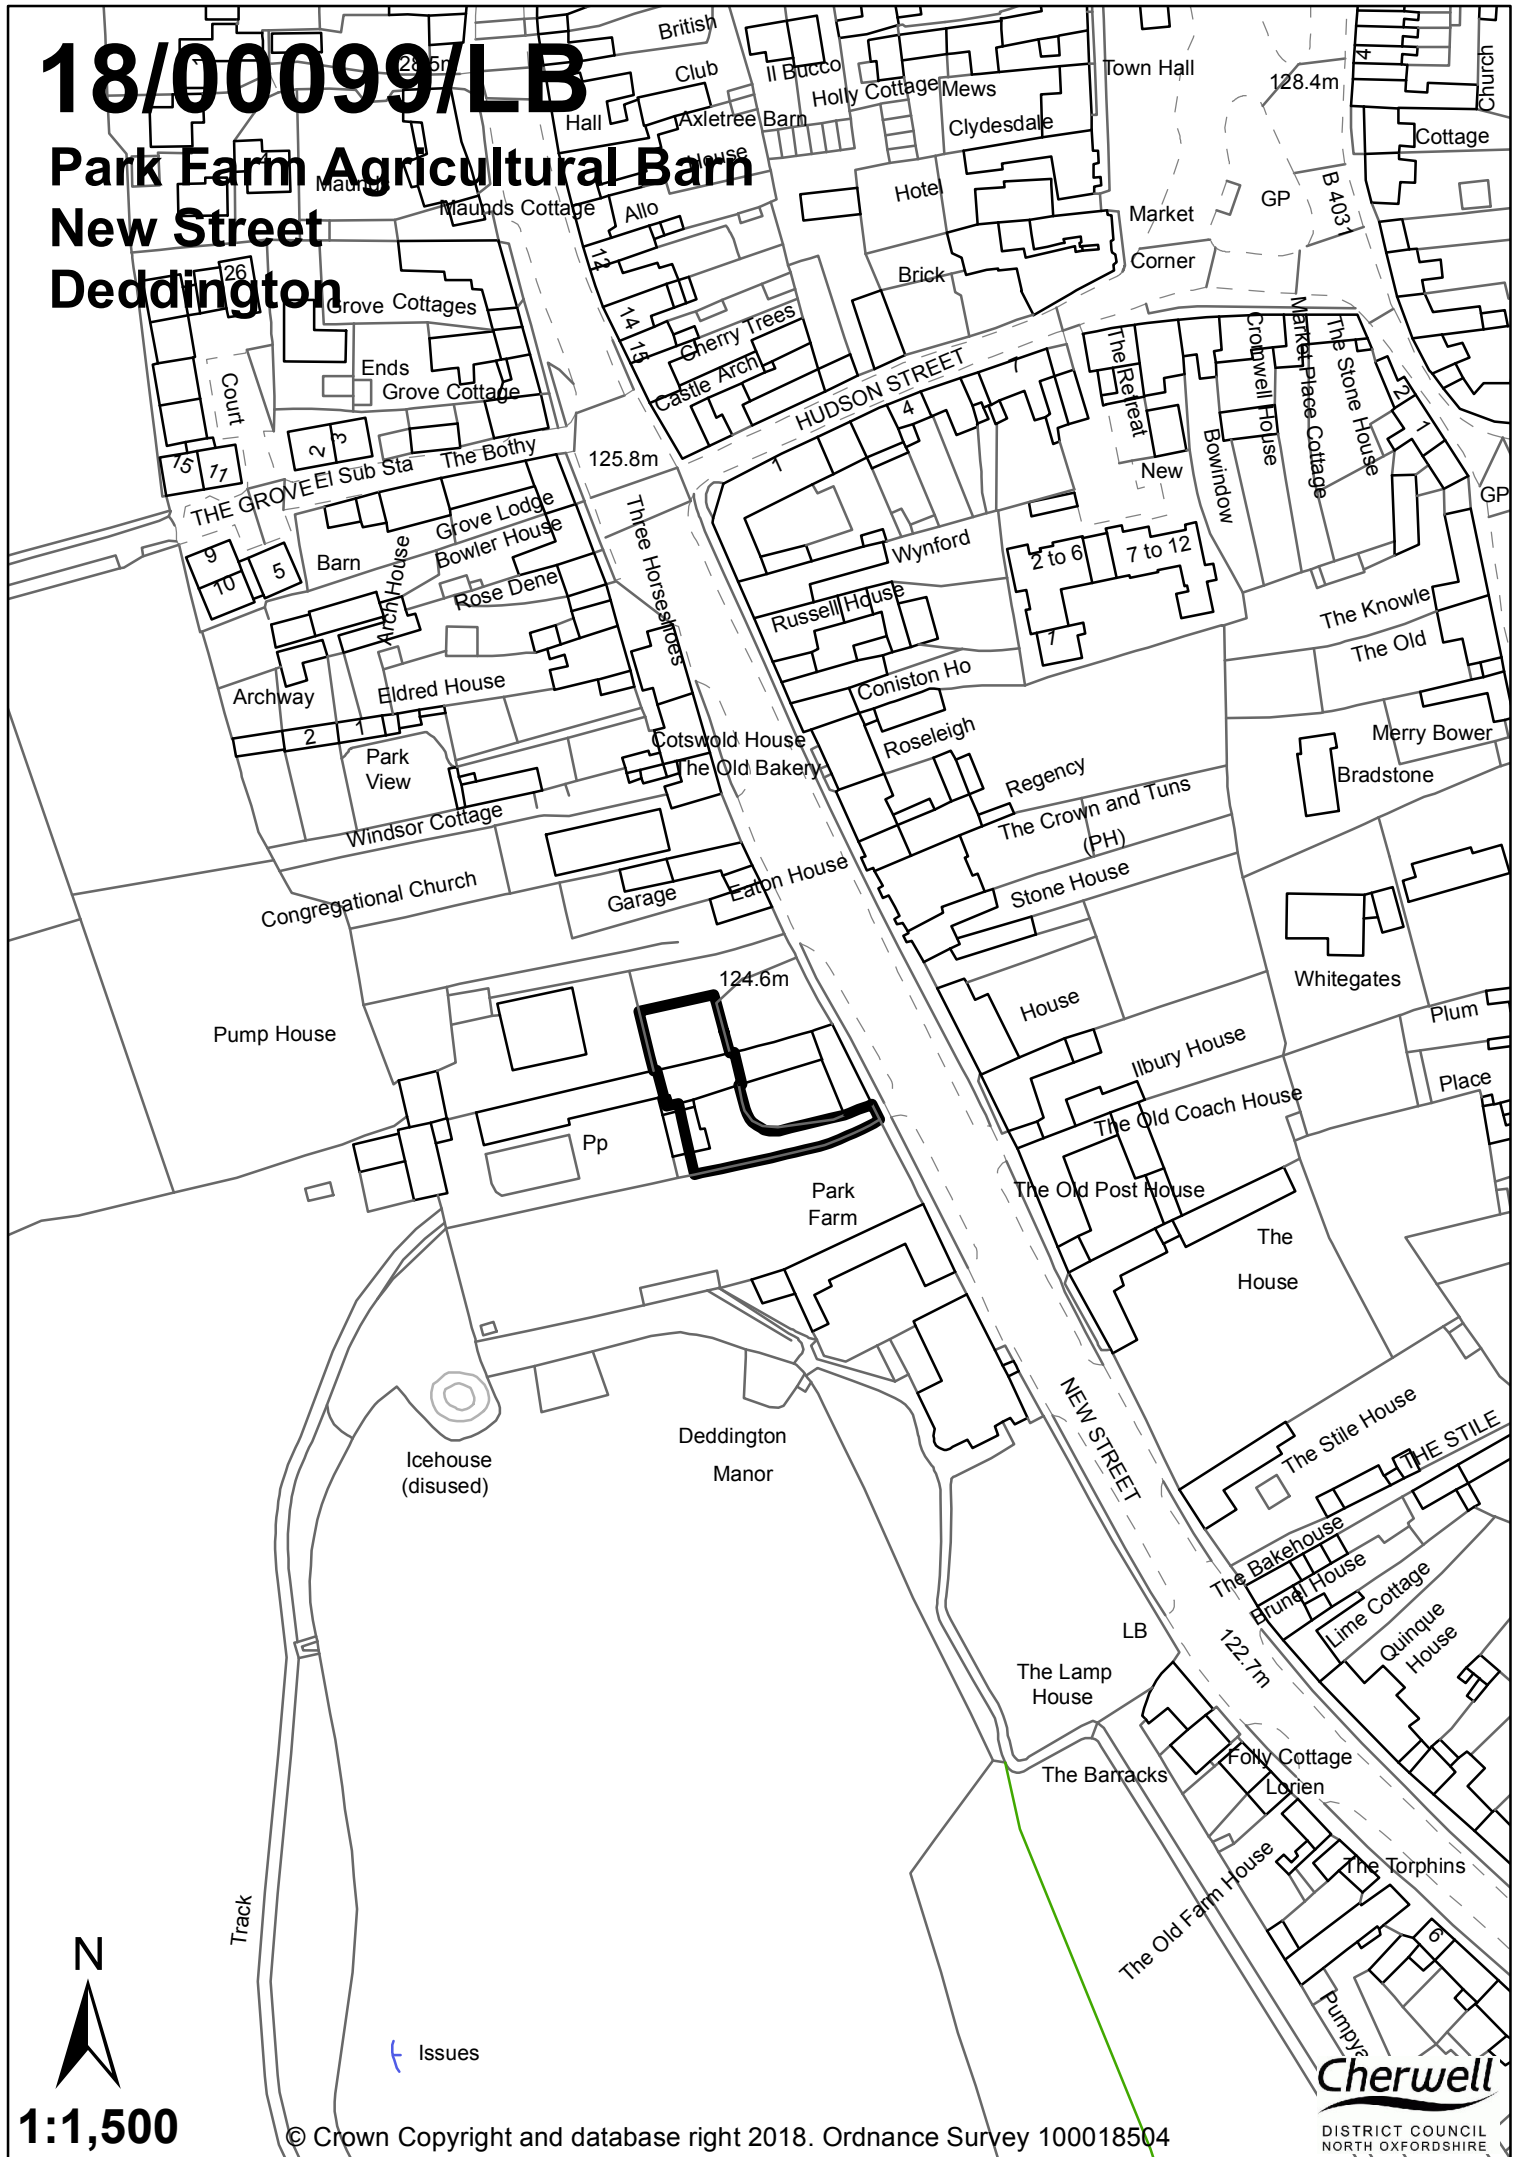 18/00099/LB
Park Farm Agricultural Barn
New Street
Deddington
British
Club
Il Bucco
Holly Cottage
Mews
Town Hall
128.4m
4
Church
Hall
Axletree Barn
House
Clydesdale
Cottage
Maunds
Maunds Cottage
Allo
Hotel
Market
Corner
GP
B 4031
12
Brick
26
Grove Cottages
14
15
Cherry Trees
Castle Arch
Ends
Grove Cottage
Court
HUDSON STREET
7
4
1
The Retreat
New
Bowindow
Cromwell House
Market Place Cottage
The Stone House
2
1
GP
2
3
15
11
El Sub Sta
The Bothy
THE GROVE
125.8m
Grove Lodge
Bowler House
Rose Dene
Arch House
Barn
9
10
5
Three Horseshoes
Wynford
2 to 6
7 to 12
1
Russell House
Coniston Ho
The Knowle
The Old
Archway
Eldred House
2
1
Park
View
Cotswold House
The Old Bakery
Roseleigh
Regency
Merry Bower
Bradstone
The Crown and Tuns
(PH)
Windsor Cottage
Congregational Church
Garage
Eaton House
Stone House
124.6m
House
Whitegates
Plum
Place
Pump House
Ilbury House
The Old Coach House
Pp
Park
Farm
The Old Post House
The
House
NEW STREET
The Stile House
THE STILE
Icehouse
(disused)
Deddington
Manor
The Bakehouse
Brunel House
Lime Cottage
Quinque
House
122.7m
LB
The Lamp
House
The Barracks
Folly Cottage
Lorien
The Torphins
The Old Farm House
6
Track
N
Issues
1:1,500
© Crown Copyright and database right 2018. Ordnance Survey 100018504
Cherwell
DISTRICT COUNCIL
NORTH OXFORDSHIRE